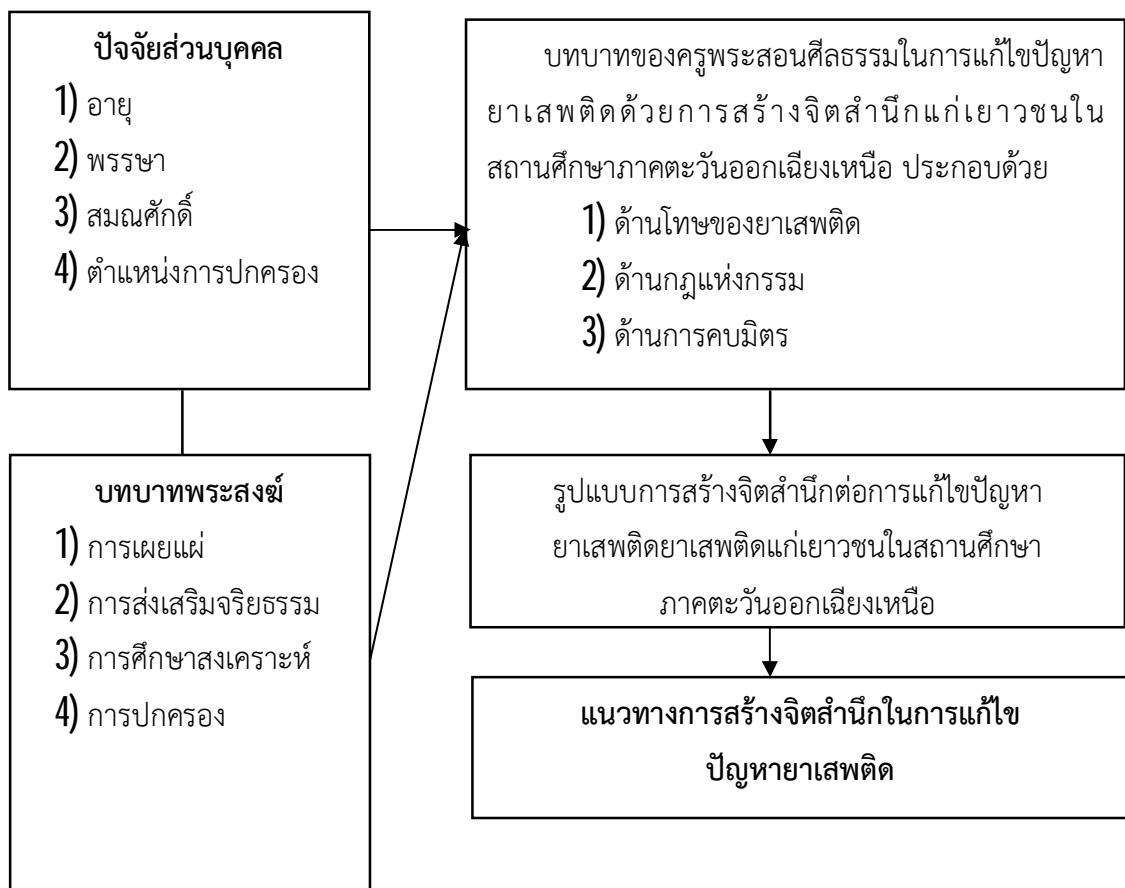 ปัจจัยส่วนบุคคล
1) อายุ
2) พรรษา
3) สมณศักดิ์
4) ตำแหน่งการปกครอง
บทบาทพระสงฆ์
1) การเผยแผ่
2) การส่งเสริมจริยธรรม
3) การศึกษาสงเคราะห์
4) การปกครอง
บทบาทของครูพระสอนศีลธรรมในการแก้ไขปัญหา
ยาเสพติดด้วยการสร้างจิตสำนึกแก่เยาวชนใน
สถานศึกษาภาคตะวันออกเฉียงเหนือ ประกอบด้วย
1) ด้านโทษของยาเสพติด
2) ด้านกฎแห่งกรรม
3) ด้านการคบมิตร
รูปแบบการสร้างจิตสำนึกต่อการแก้ไขปัญหา
ยาเสพติดยาเสพติดแก่เยาวชนในสถานศึกษา
ภาคตะวันออกเฉียงเหนือ
แนวทางการสร้างจิตสำนึกในการแก้ไข
ปัญหายาเสพติด